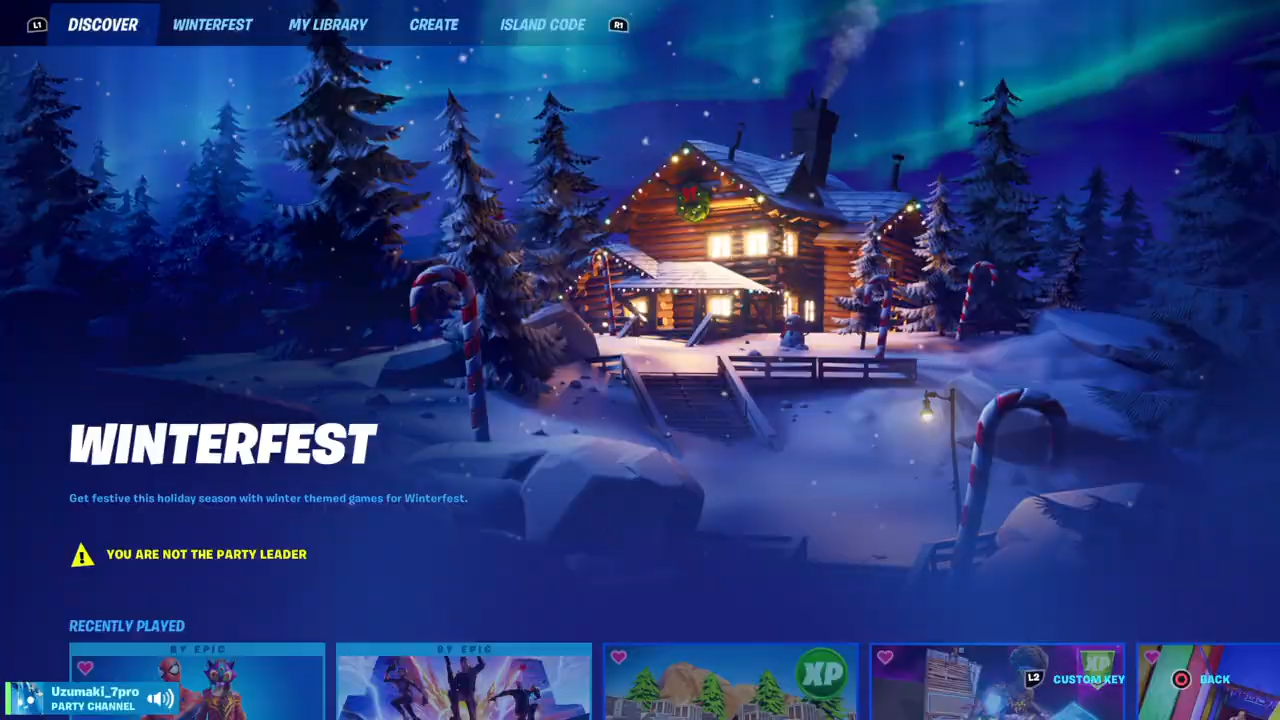 L1
DISCOVER
WINTERFEST
MY LIBRARY
CREATE
ISLAND CODE
R1
WINTERFEST
Get festive this holiday season with winter themed games for Winterfest.
YOU ARE NOT THE PARTY LEADER
RECENTLY PLAYED
BY EPIC
BY EPIC
XP
XP
L2
CUSTOM KEY
BACK
Uzumaki_7pro
PARTY CHANNEL